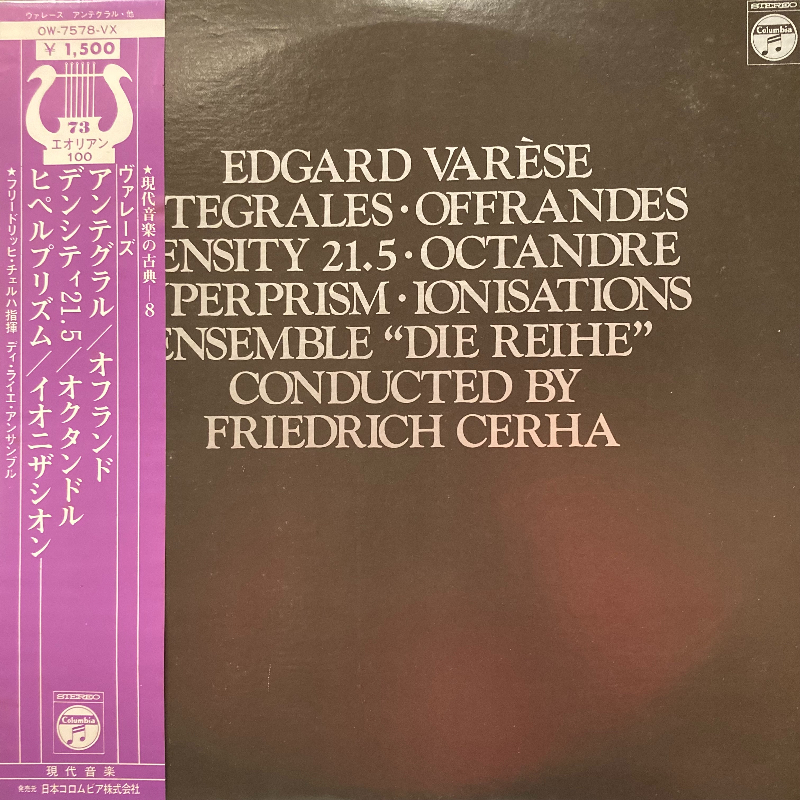 ヴァレーズ アンテグラル・他
OW-7578-VX
¥1,500
73
エオリアン
100
★現代音楽の古典—8
ヴァレーズ
アンテグラル／オフランド
デンシティ21.5／オクタンドル
ヒペルプリズム／イオニザシオン
★フリードリッヒ・チェルハ指揮 ディ・ライエ・アンサンブル
STEREO
Columbia
現代音楽
発売元 日本コロムビア株式会社
STEREO
Columbia
EDGARD VARÈSE
TEGRALES·OFFRANDES
ENSITY 21.5·OCTANDRE
PERPRISM·IONISATIONS
ENSEMBLE “DIE REIHE”
CONDUCTED BY
FRIEDRICH CERHA